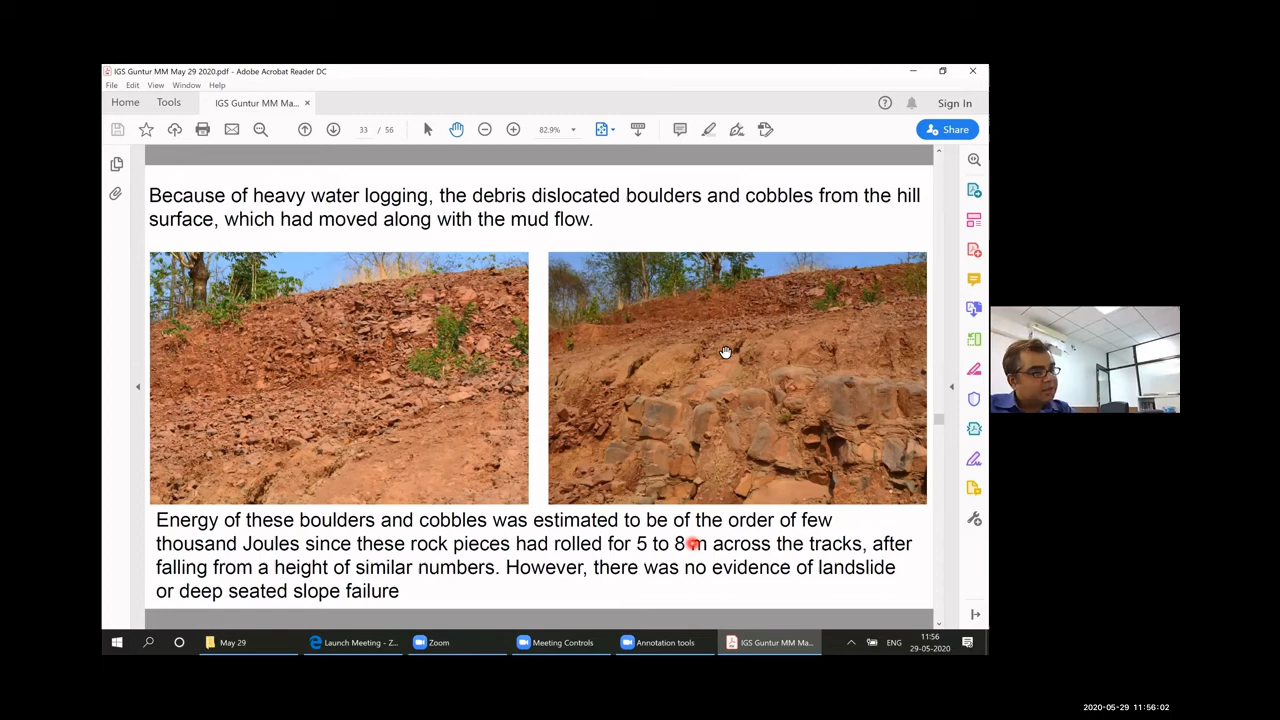 IGS Guntur MM May 29 2020.pdf - Adobe Acrobat Reader DC
File Edit View Window Help
Home Tools IGS Guntur MM Ma... × Sign In
33 / 56 82.9% Share
Because of heavy water logging, the debris dislocated boulders and cobbles from the hill
surface, which had moved along with the mud flow.
Energy of these boulders and cobbles was estimated to be of the order of few
thousand Joules since these rock pieces had rolled for 5 to 8 m across the tracks, after
falling from a height of similar numbers. However, there was no evidence of landslide
or deep seated slope failure
May 29 Launch Meeting - Z... Zoom Meeting Controls Annotation tools IGS Guntur MM Ma... ENG 11:56
29-05-2020
2020-05-29 11:56:02